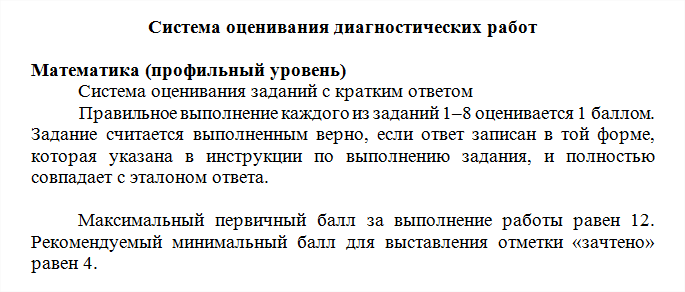 Система оценивания диагностических работ
Математика (профильный уровень)
Система оценивания заданий с кратким ответом
Правильное выполнение каждого из заданий 1–8 оценивается 1 баллом.
Задание считается выполненным верно, если ответ записан в той форме,
которая указана в инструкции по выполнению задания, и полностью
совпадает с эталоном ответа.
Максимальный первичный балл за выполнение работы равен 12.
Рекомендуемый минимальный балл для выставления отметки «зачтено»
равен 4.